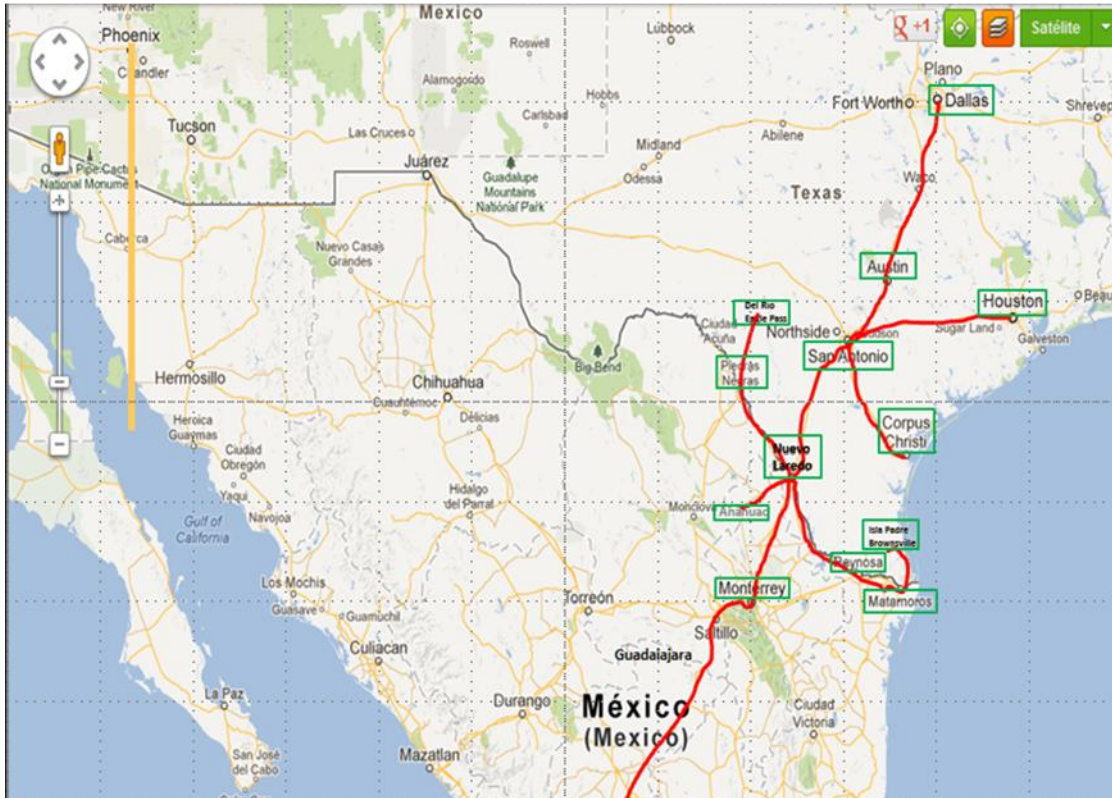 New River
Mexico
Lubbock
+1
Satélite
Phoenix
Chandler
Roswell
Plano
Dallas
Alamogordo
Hobbs
Fort Worth
Shreve
Tucson
Las Cruces
Carlsbad
Abilene
Organ Pipe Cactus
National Monument
Juárez
Guadalupe
Mountains
National Park
Midland
Odessa
Waco
Texas
Caborca
Nuevo Casas
Grandes
Austin
Del Rio
Eagle Pass
Houston
Beau
Ciudad
Acuña
Northside
Sugar Land
Galveston
San Antonio
Hermosillo
Chihuahua
Big Bend
Piedras
Negras
Cuauhtémoc
Delicias
Heroica
Guaymas
Corpus
Christi
Ciudad
Obregón
Nuevo
Laredo
Yaqui
Navojoa
Hidalgo
del Parral
Monclova
Anáhuac
Gulf of
California
Isla Padre
Brownsville
Reynosa
Los Mochis
Guasave
Guamuchil
Torreón
Monterrey
Matamoros
Saltillo
Culiacan
Guadalajara
La Paz
Durango
México
(Mexico)
Ciudad
Victoria
San José
del Cabo
Mazatlan